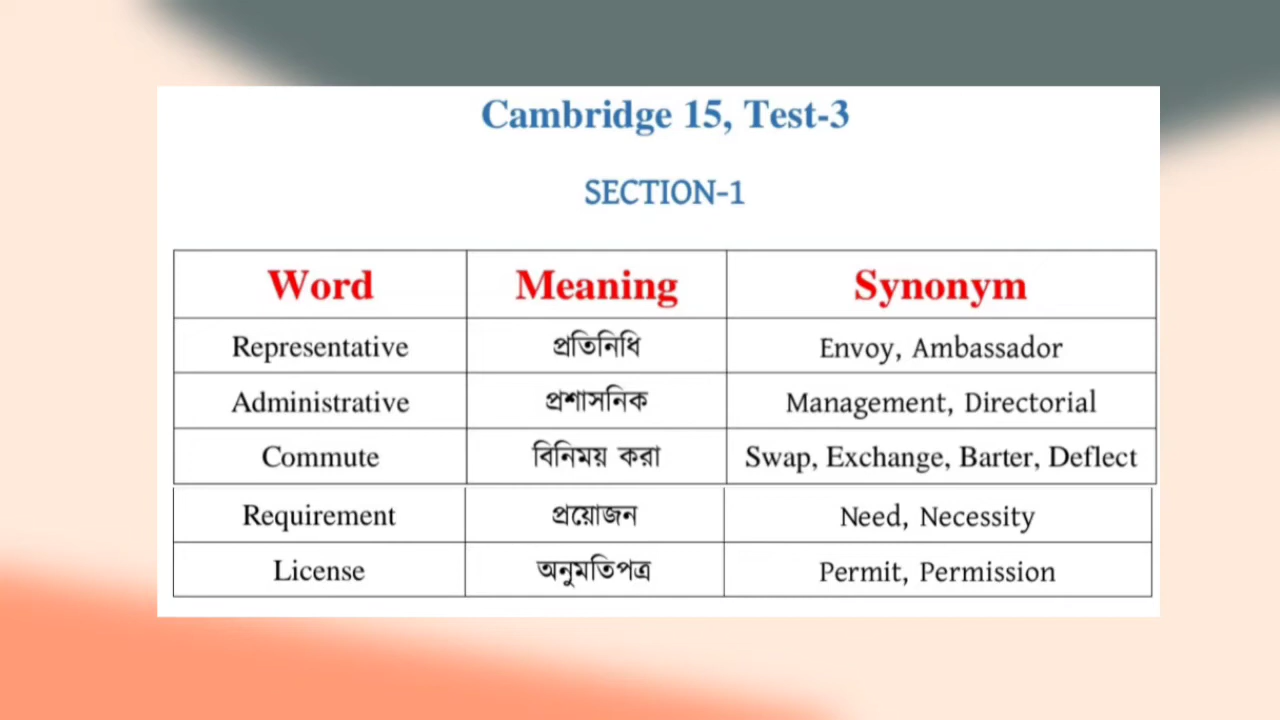 Cambridge 15, Test-3
SECTION-1
Word Meaning Synonym
Representative প্রতিনিধি Envoy, Ambassador
Administrative প্রশাসনিক Management, Directorial
Commute বিনিময় করা Swap, Exchange, Barter, Deflect
Requirement প্রয়োজন Need, Necessity
License অনুমতিপত্র Permit, Permission